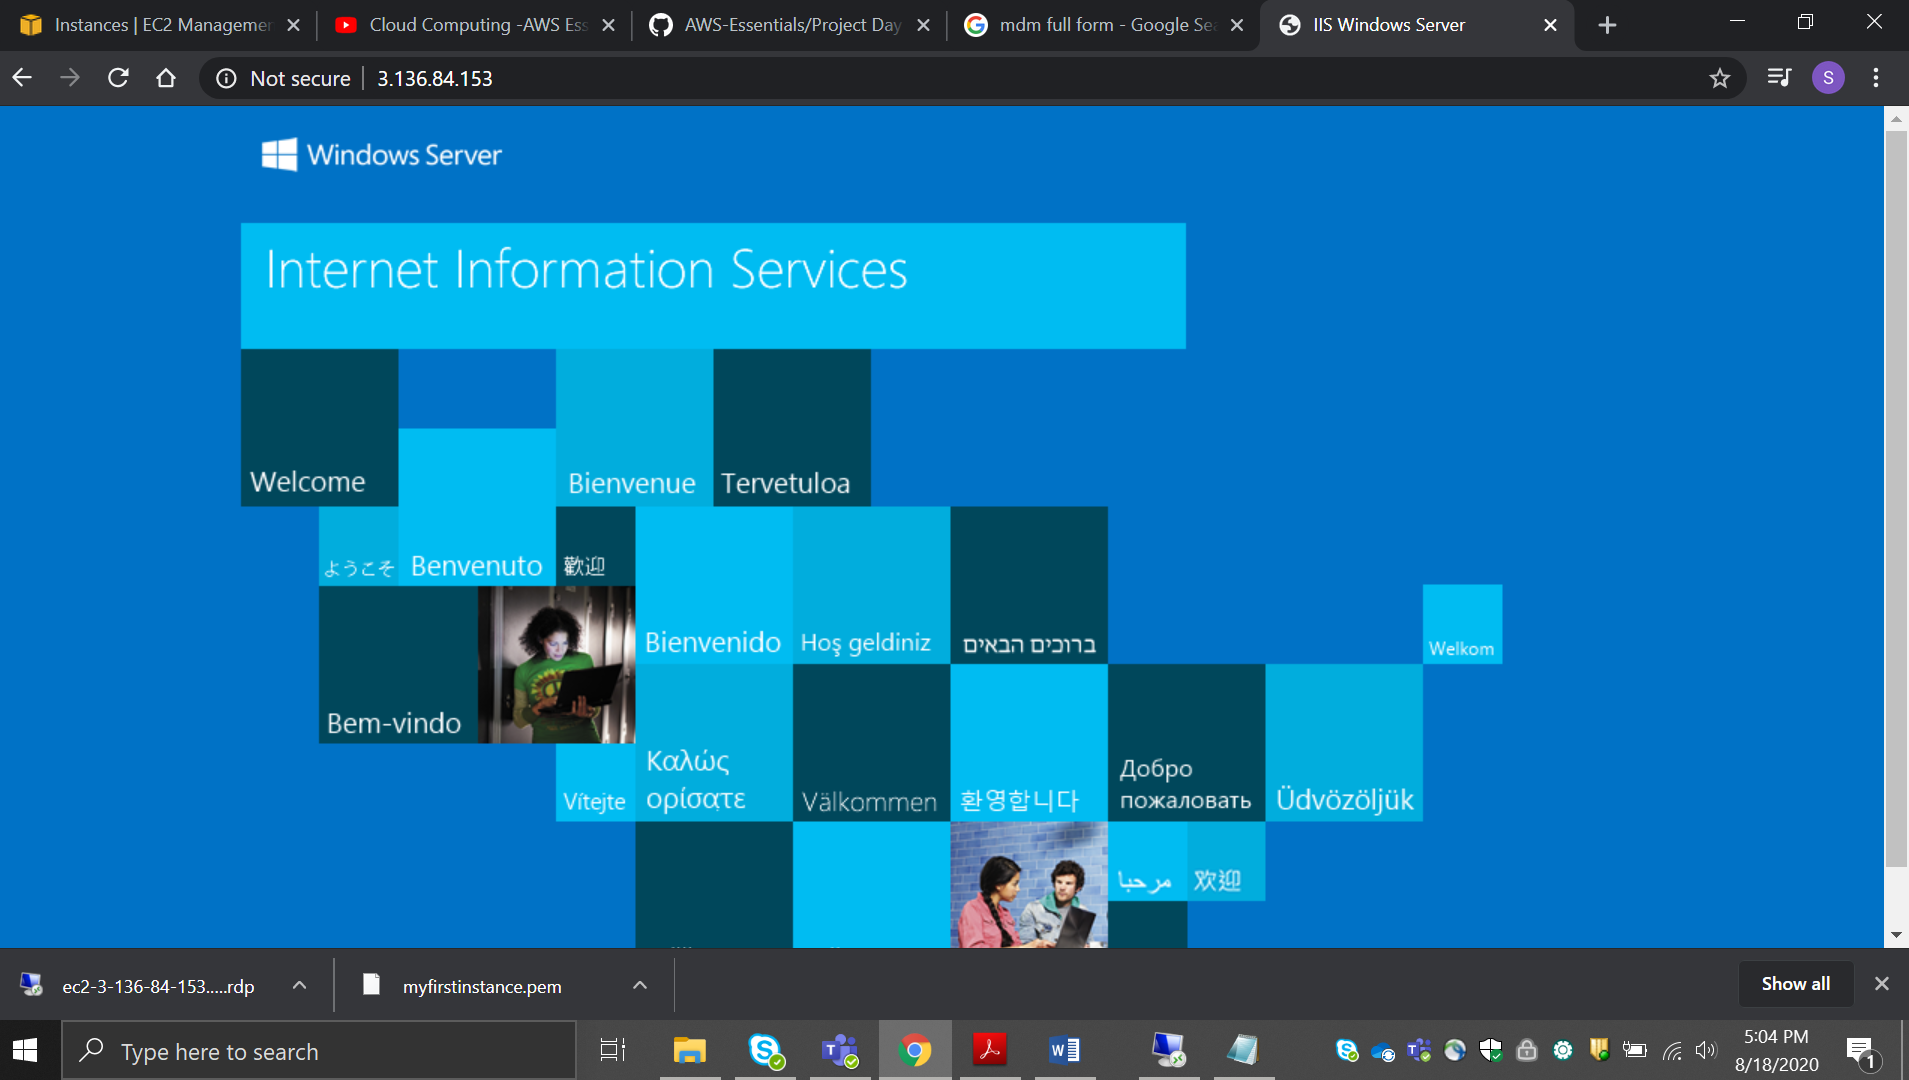 Instances | EC2 Managemen
Cloud Computing -AWS Ess
AWS-Essentials/Project Day
mdm full form - Google Sea
IIS Windows Server
Not secure
3.136.84.153
S
Windows Server
Internet Information Services
Welcome
Bienvenue
Tervetuloa
ようこそ
Benvenuto
歡迎
Bienvenido
Hoş geldiniz
ברוכים הבאים
Welkom
Bem-vindo
Vítejte
Καλώς
ορίσατε
Välkommen
환영합니다
Добро
пожаловать
Üdvözöljük
مرحبا
欢迎
ec2-3-136-84-153.....rdp
myfirstinstance.pem
Show all
Type here to search
5:04 PM
8/18/2020
1